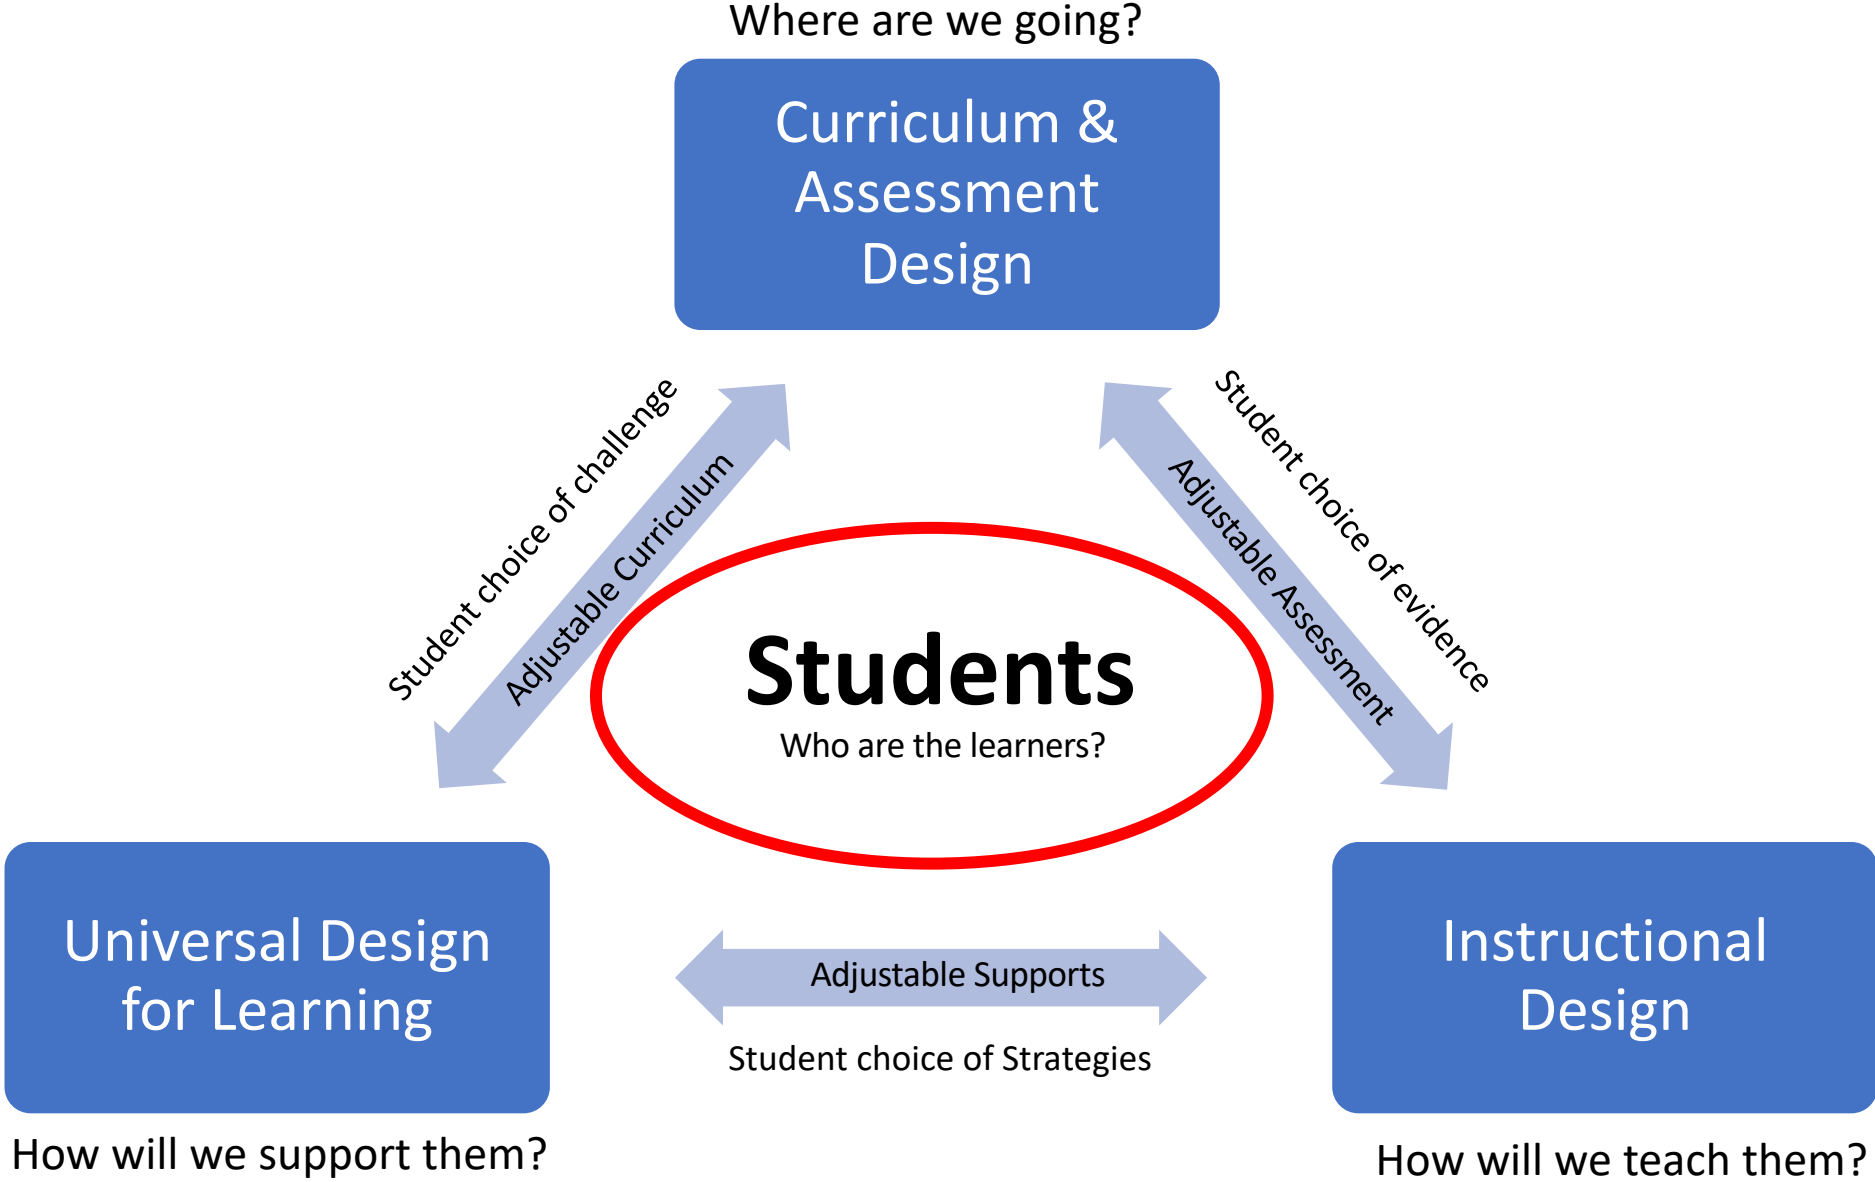 Where are we going?
Curriculum &
Assessment
Design
Student choice of challenge
Adjustable Curriculum
Adjustable Assessment
Student choice of evidence
Students
Who are the learners?
Universal Design
for Learning
Adjustable Supports
Student choice of Strategies
Instructional
Design
How will we support them?
How will we teach them?